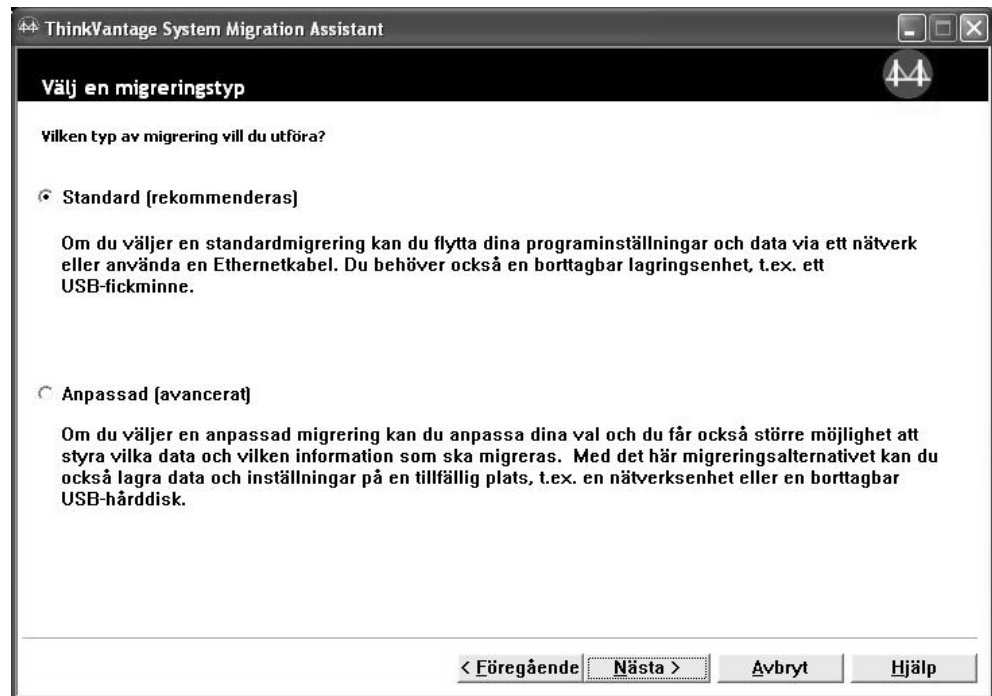 ThinkVantage System Migration Assistant
Välj en migreringstyp
Vilken typ av migrering vill du utföra?
Standard (rekommenderas)
Om du väljer en standardmigrering kan du flytta dina programinställningar och data via ett nätverk
eller använda en Ethernetkabel. Du behöver också en borttagbar lagringsenhet, t.ex. ett
USB-fickminne.
Anpassad (avancerat)
Om du väljer en anpassad migrering kan du anpassa dina val och du får också större möjlighet att
styra vilka data och vilken information som ska migreras. Med det här migreringsalternativet kan du
också lagra data och inställningar på en tillfällig plats, t.ex. en nätverksenhet eller en borttagbar
USB-hårddisk.
< Föregående Nästa > Avbryt Hjälp